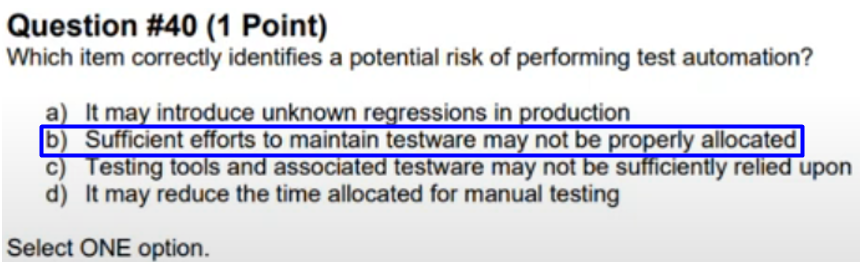 Question #40 (1 Point)
Which item correctly identifies a potential risk of performing test automation?
a) It may introduce unknown regressions in production
b) Sufficient efforts to maintain testware may not be properly allocated
c) Testing tools and associated testware may not be sufficiently relied upon
d) It may reduce the time allocated for manual testing
Select ONE option.